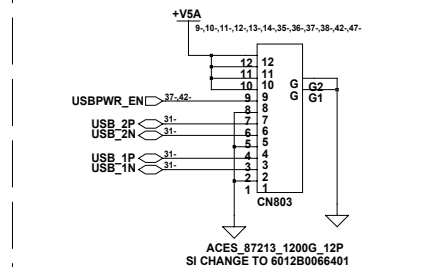 +V5A
9-,10-,11-,12-,13-,14-,35-,36-,37-,38-,42-,47-
12 12
11 11
10 10 G G2
USBPWR_EN 37-,42- 9 9 G G1
8 8
USB_2P 31- 7 7
USB_2N 31- 6 6
5 5
USB_1P 31- 4 4
USB_1N 31- 3 3
2 2
1 1
CN803
ACES_87213_1200G_12P
SI CHANGE TO 6012B0066401